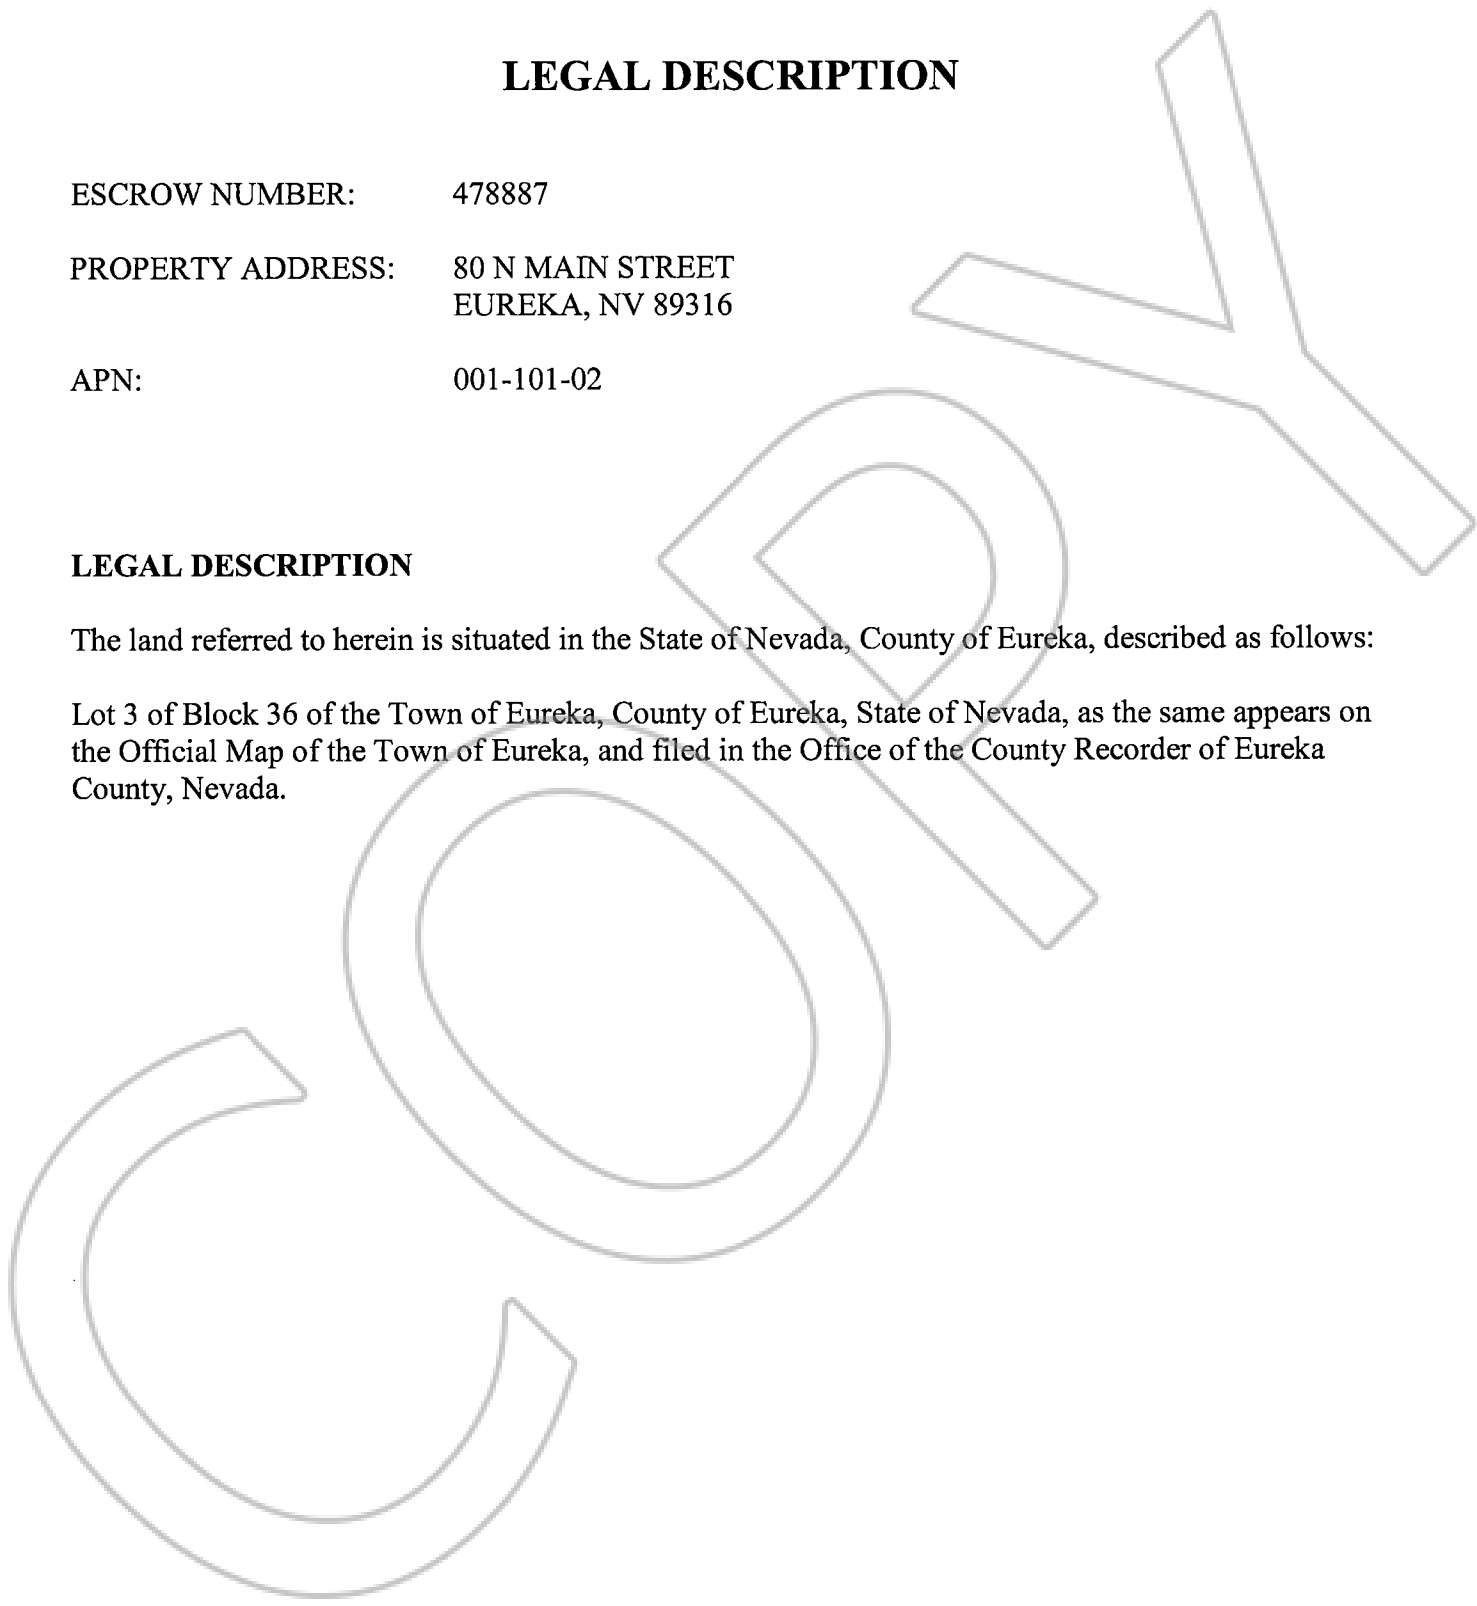 LEGAL DESCRIPTION
ESCROW NUMBER: 478887
PROPERTY ADDRESS: 80 N MAIN STREET
EUREKA, NV 89316
APN: 001-101-02
LEGAL DESCRIPTION
The land referred to herein is situated in the State of Nevada, County of Eureka, described as follows:
Lot 3 of Block 36 of the Town of Eureka, County of Eureka, State of Nevada, as the same appears on
the Official Map of the Town of Eureka, and filed in the Office of the County Recorder of Eureka
County, Nevada.
COPY